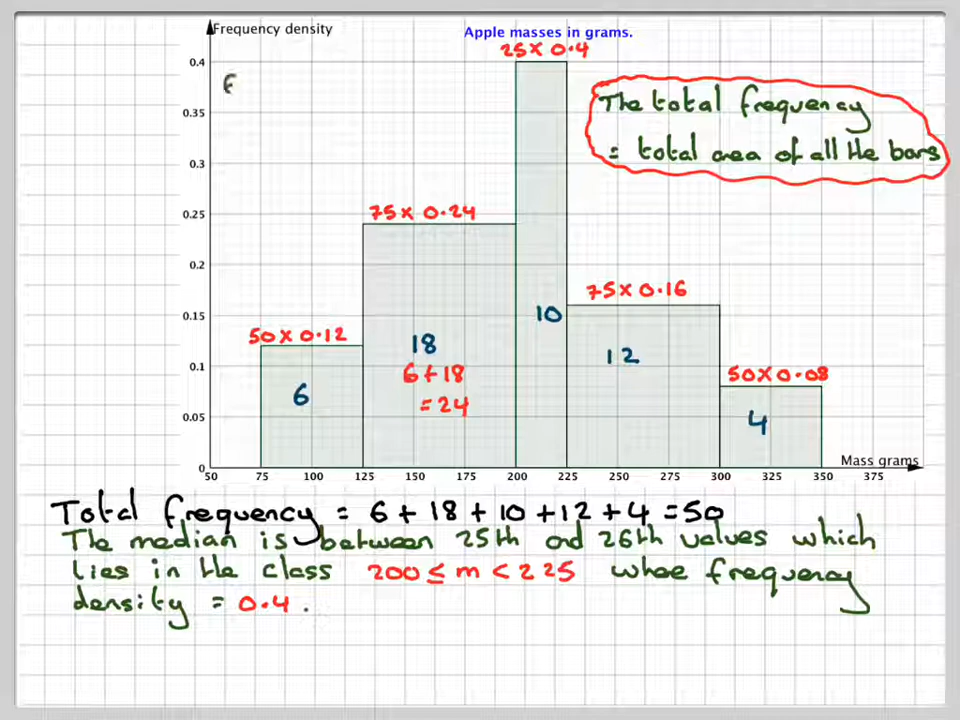 Frequency density
Apple masses in grams.
25 x 0.4
0.4
0.35
0.3
0.25
0.2
0.15
0.1
0.05
0
The total frequency
= total area of all the bars
75 x 0.24
75 x 0.16
50 x 0.12
50 x 0.08
6
18
6 + 18
= 24
10
12
4
Mass grams
50 75 100 125 150 175 200 225 250 275 300 325 350 375
Total frequency = 6 + 18 + 10 + 12 + 4 = 50
The median is between 25th and 26th values which
lies in the class 200 ≤ m < 225 whee frequency
density = 0.4 .